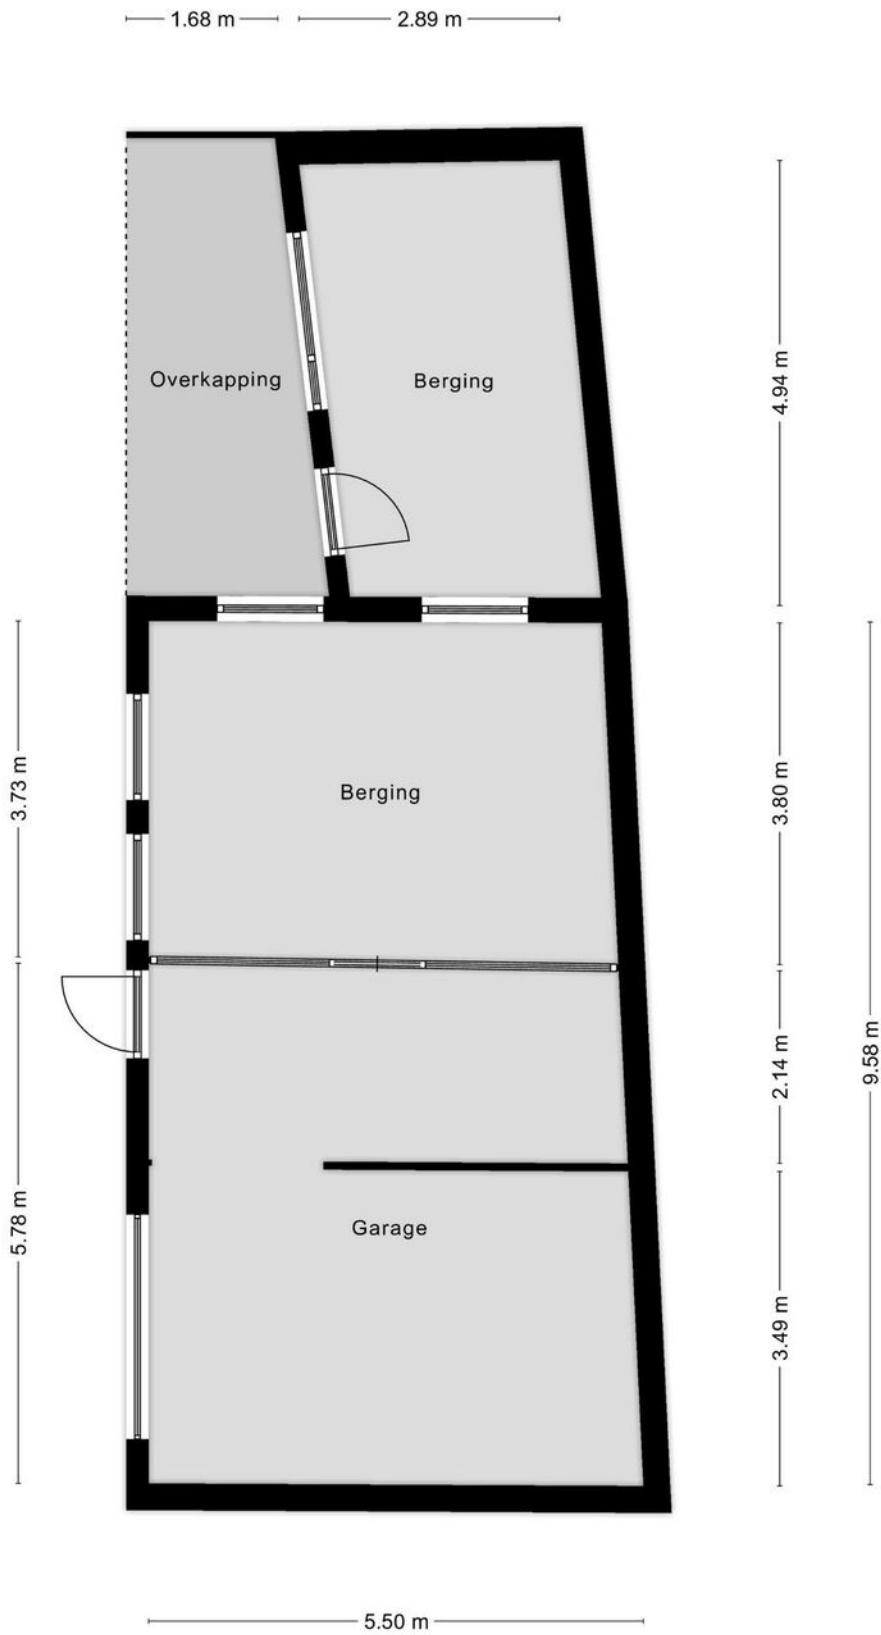 1.68 m
2.89 m
4.94 m
Overkapping
Berging
3.73 m
3.80 m
Berging
9.58 m
2.14 m
5.78 m
Garage
3.49 m
5.50 m